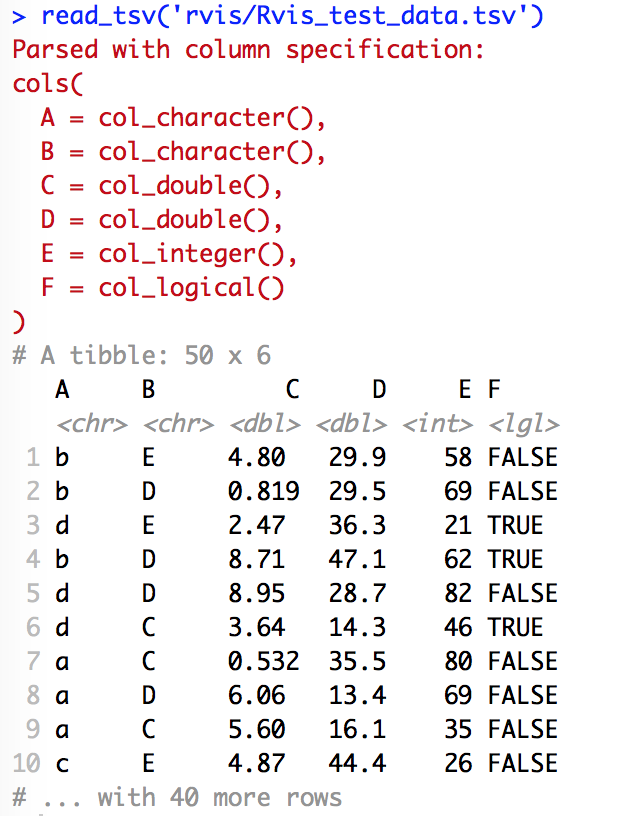 > read_tsv('rvis/Rvis_test_data.tsv')
Parsed with column specification:
cols(
  A = col_character(),
  B = col_character(),
  C = col_double(),
  D = col_double(),
  E = col_integer(),
  F = col_logical()
)
# A tibble: 50 x 6
   A     B         C     D     E F
   <chr> <chr> <dbl> <dbl> <int> <lgl>
 1 b     E     4.80   29.9    58 FALSE
 2 b     D     0.819  29.5    69 FALSE
 3 d     E     2.47   36.3    21 TRUE
 4 b     D     8.71   47.1    62 TRUE
 5 d     D     8.95   28.7    82 FALSE
 6 d     C     3.64   14.3    46 TRUE
 7 a     C     0.532  35.5    80 FALSE
 8 a     D     6.06   13.4    69 FALSE
 9 a     C     5.60   16.1    35 FALSE
10 c     E     4.87   44.4    26 FALSE
# ... with 40 more rows